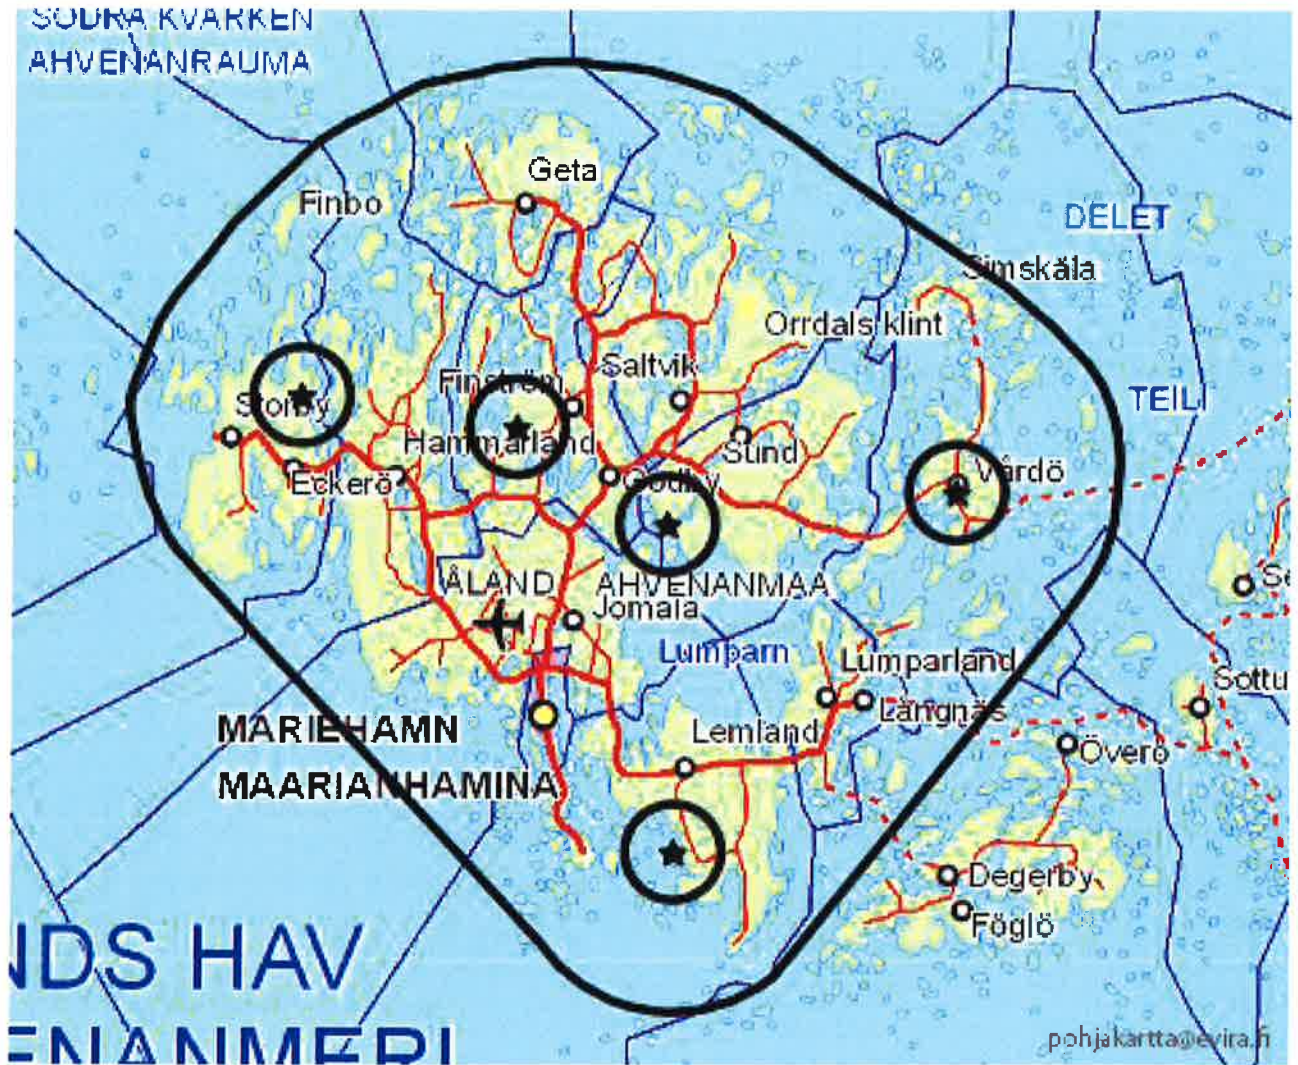 SÖDRA KVARKEN
AHVENANRAUMA
Geta
Finbo
DELET
Simskäla
Orrdals klint
Saltvik
Finström
TEILI
Storby
Hammarland
Sund
Eckerö
Godby
Vårdö
ÅLAND
AHVENANMAA
Jomala
Lumparn
Lumparland
Sottu
Långnäs
MARIEHAMN
Lemland
Överö
MAARIANHAMINA
Degerby
Föglö
NDS HAV
ENANMERI
pohjakartta@evira.fi